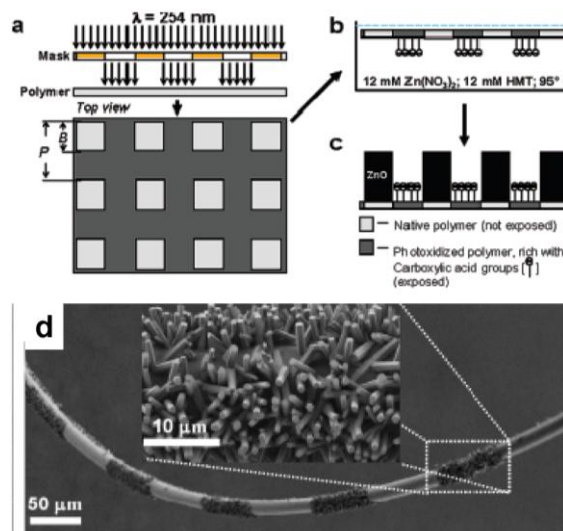 a
λ = 254 nm
Mask
Polymer
Top view
P
B
b
12 mM Zn(NO3)2; 12 mM HMT; 95°
c
ZnO
Native polymer (not exposed)
Photoxidized polymer, rich with
Carboxylic acid groups [ ]
(exposed)
d
10 μm
50 μm